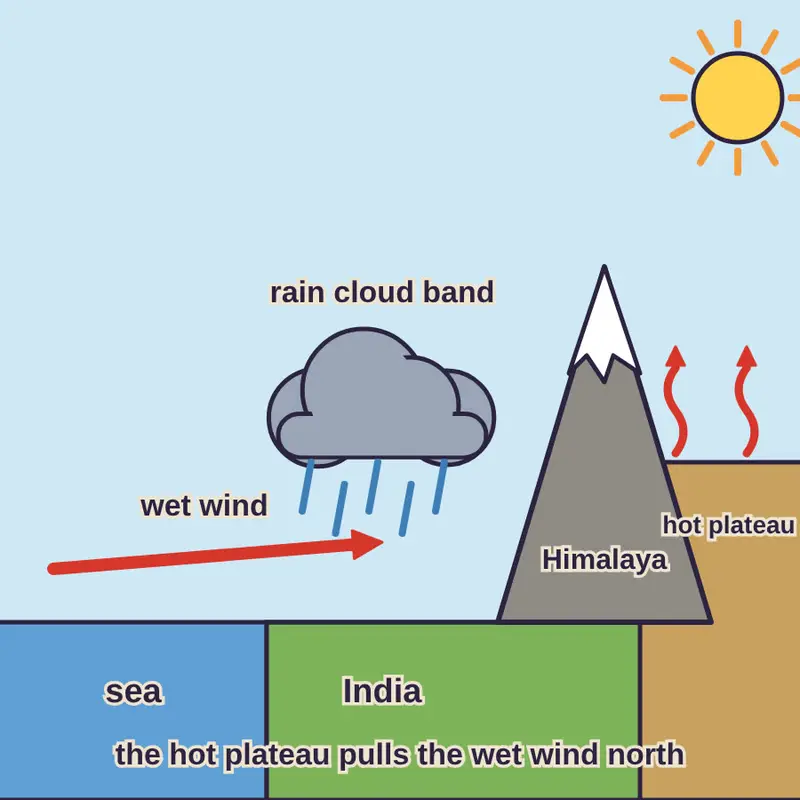 rain cloud band
wet wind
hot plateau
Himalaya
sea
India
the hot plateau pulls the wet wind north